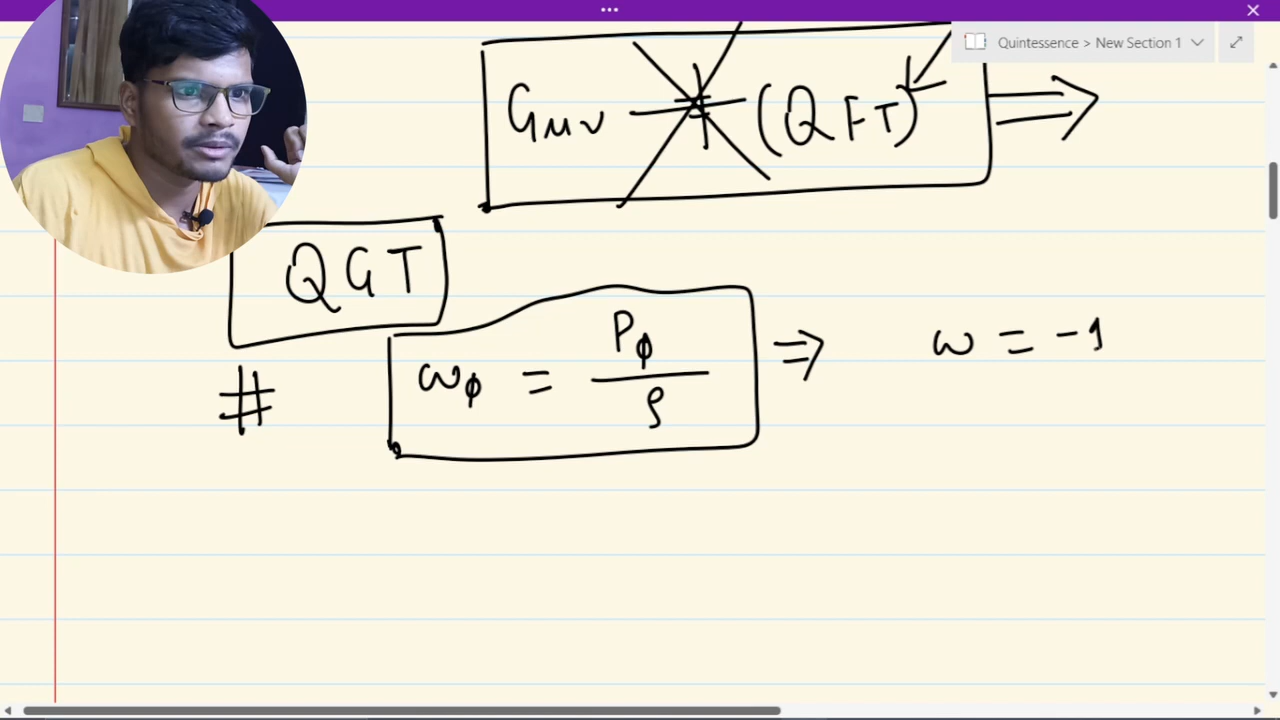 Quintessence > New Section 1
Gμν (QFT) ⇒
QGT
# ωϕ = Pϕ / ρ ⇒ ω = -1